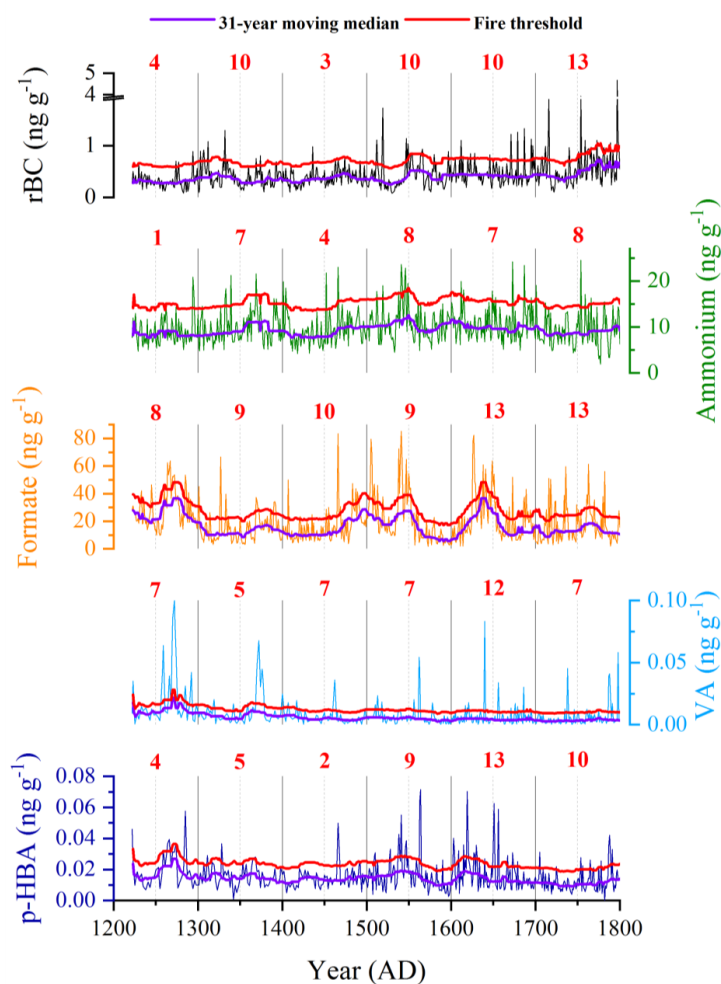 31-year moving median Fire threshold
4 10 3 10 10 13
5
4
1
0
rBC (ng g⁻¹)
1 7 4 8 7 8
20
10
0
Ammonium (ng g⁻¹)
8 9 10 9 13 13
80
60
40
20
0
Formate (ng g⁻¹)
7 5 7 7 12 7
0.10
0.05
0.00
VA (ng g⁻¹)
4 5 2 9 13 10
0.08
0.06
0.04
0.02
0.00
p-HBA (ng g⁻¹)
1200 1300 1400 1500 1600 1700 1800
Year (AD)